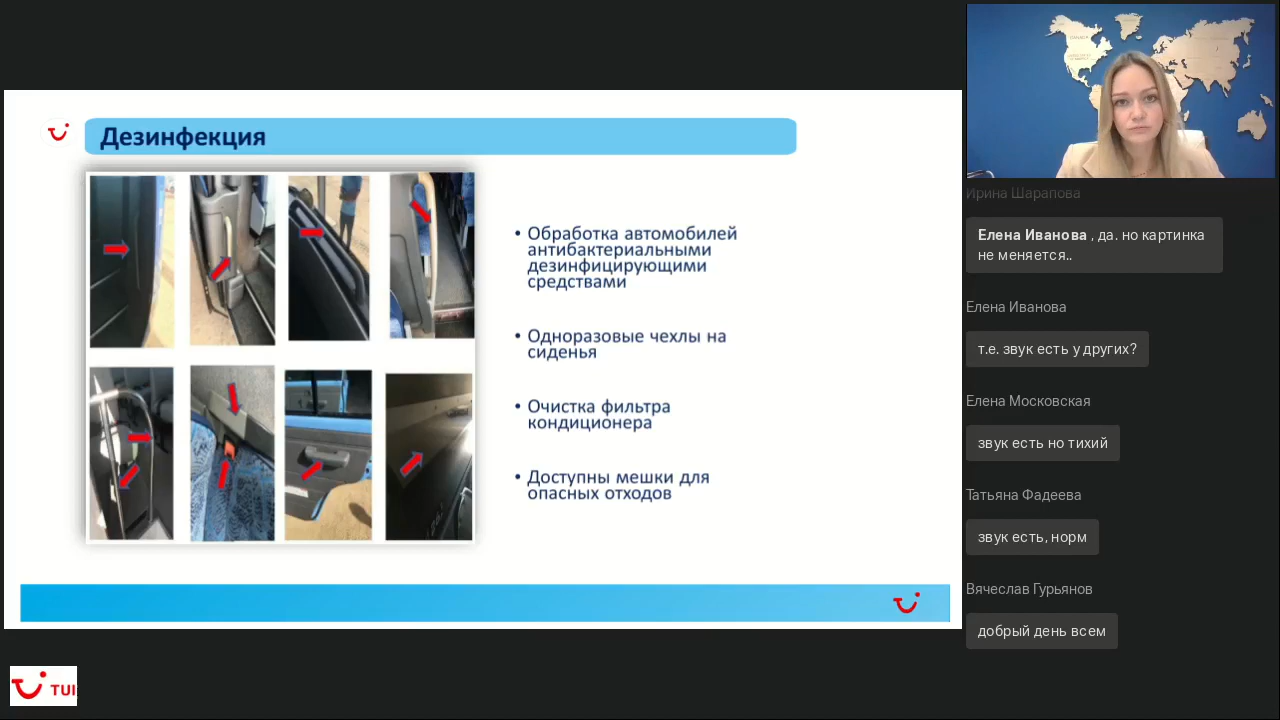 Дезинфекция
• Обработка автомобилей
антибактериальными
дезинфицирующими
средствами
• Одноразовые чехлы на
сиденья
• Очистка фильтра
кондиционера
• Доступны мешки для
опасных отходов
TUI
Ирина Шарапова
Елена Иванова , да. но картинка
не меняется..
Елена Иванова
т.е. звук есть у других?
Елена Московская
звук есть но тихий
Татьяна Фадеева
звук есть, норм
Вячеслав Гурьянов
добрый день всем